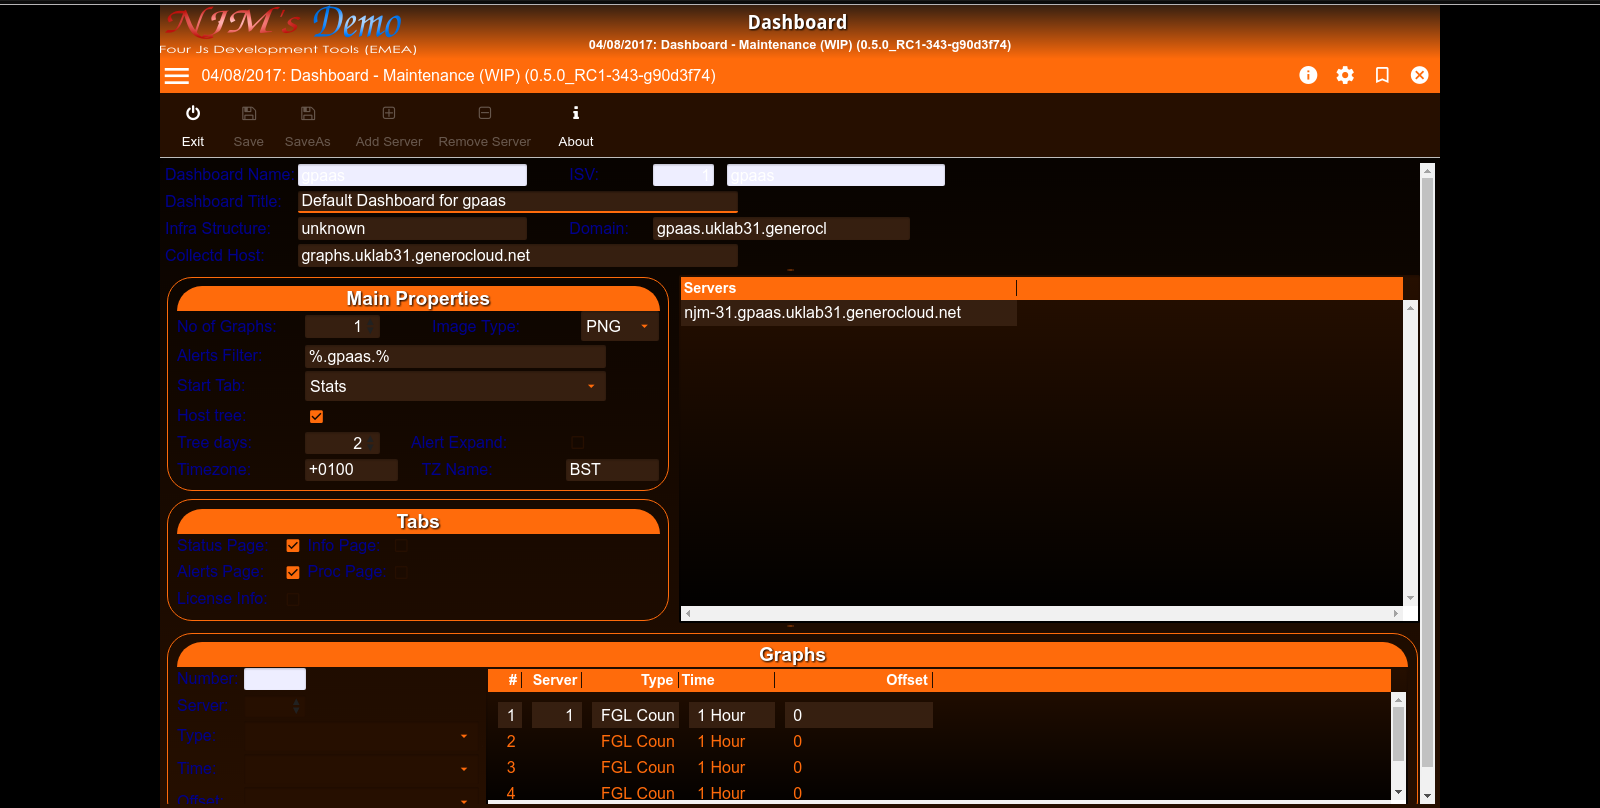 NJM's Demo
Four Js Development Tools (EMEA)
Dashboard
04/08/2017: Dashboard - Maintenance (WIP) (0.5.0_RC1-343-g90d3f74)
04/08/2017: Dashboard - Maintenance (WIP) (0.5.0_RC1-343-g90d3f74)
Exit Save SaveAs Add Server Remove Server About
Dashboard Name: gpaas ISV: 1 gpaas
Dashboard Title: Default Dashboard for gpaas
Infra Structure: unknown Domain: gpaas.uklab31.generocl
Collectd Host: graphs.uklab31.generocloud.net
Main Properties
No of Graphs: 1 Image Type: PNG
Alerts Filter: %.gpaas.%
Start Tab: Stats
Host tree:
Tree days: 2 Alert Expand:
Timezone: +0100 TZ Name: BST
Servers
njm-31.gpaas.uklab31.generocloud.net
Tabs
Status Page: Info Page:
Alerts Page: Proc Page:
License Info:
Graphs
Number:
Server:
Type:
Time:
Offset:
# Server Type Time Offset
1 1 FGL Coun 1 Hour 0
2 FGL Coun 1 Hour 0
3 FGL Coun 1 Hour 0
4 FGL Coun 1 Hour 0